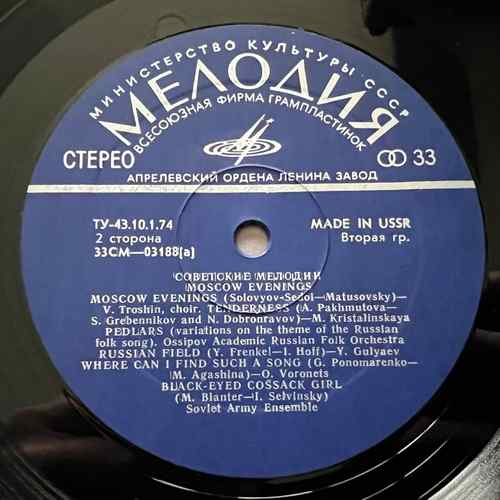 МИНИСТЕРСТВО КУЛЬТУРЫ СССР
МЕЛОДИЯ
ВСЕСОЮЗНАЯ ФИРМА ГРАМПЛАСТИНОК
СТЕРЕО
33
АПРЕЛЕВСКИЙ ОРДЕНА ЛЕНИНА ЗАВОД
ТУ-43.10.1.74
MADE IN USSR
2 сторона
Вторая гр.
33СМ—03188(а)
СОВЕТСКИЕ МЕЛОДИИ
MOSCOW EVENINGS
MOSCOW EVENINGS (Solovyov-Sedoi—Matusovsky)—
V. Troshin, choir. TENDERNESS (A. Pakhmutova—
S. Grebennikov and N. Dobronravov)—M. Kristalinskaya
PEDLARS (variations on the theme of the Russian
folk song). Ossipov Academic Russian Folk Orchestra
RUSSIAN FIELD (Y. Frenkel—I. Hoff)—Y. Gulyaev
WHERE CAN I FIND SUCH A SONG (G. Ponomarenko—
M. Agashina)—O. Voronets
BLACK-EYED COSSACK GIRL
(M. Blanter—I. Selvinsky)
Soviet Army Ensemble